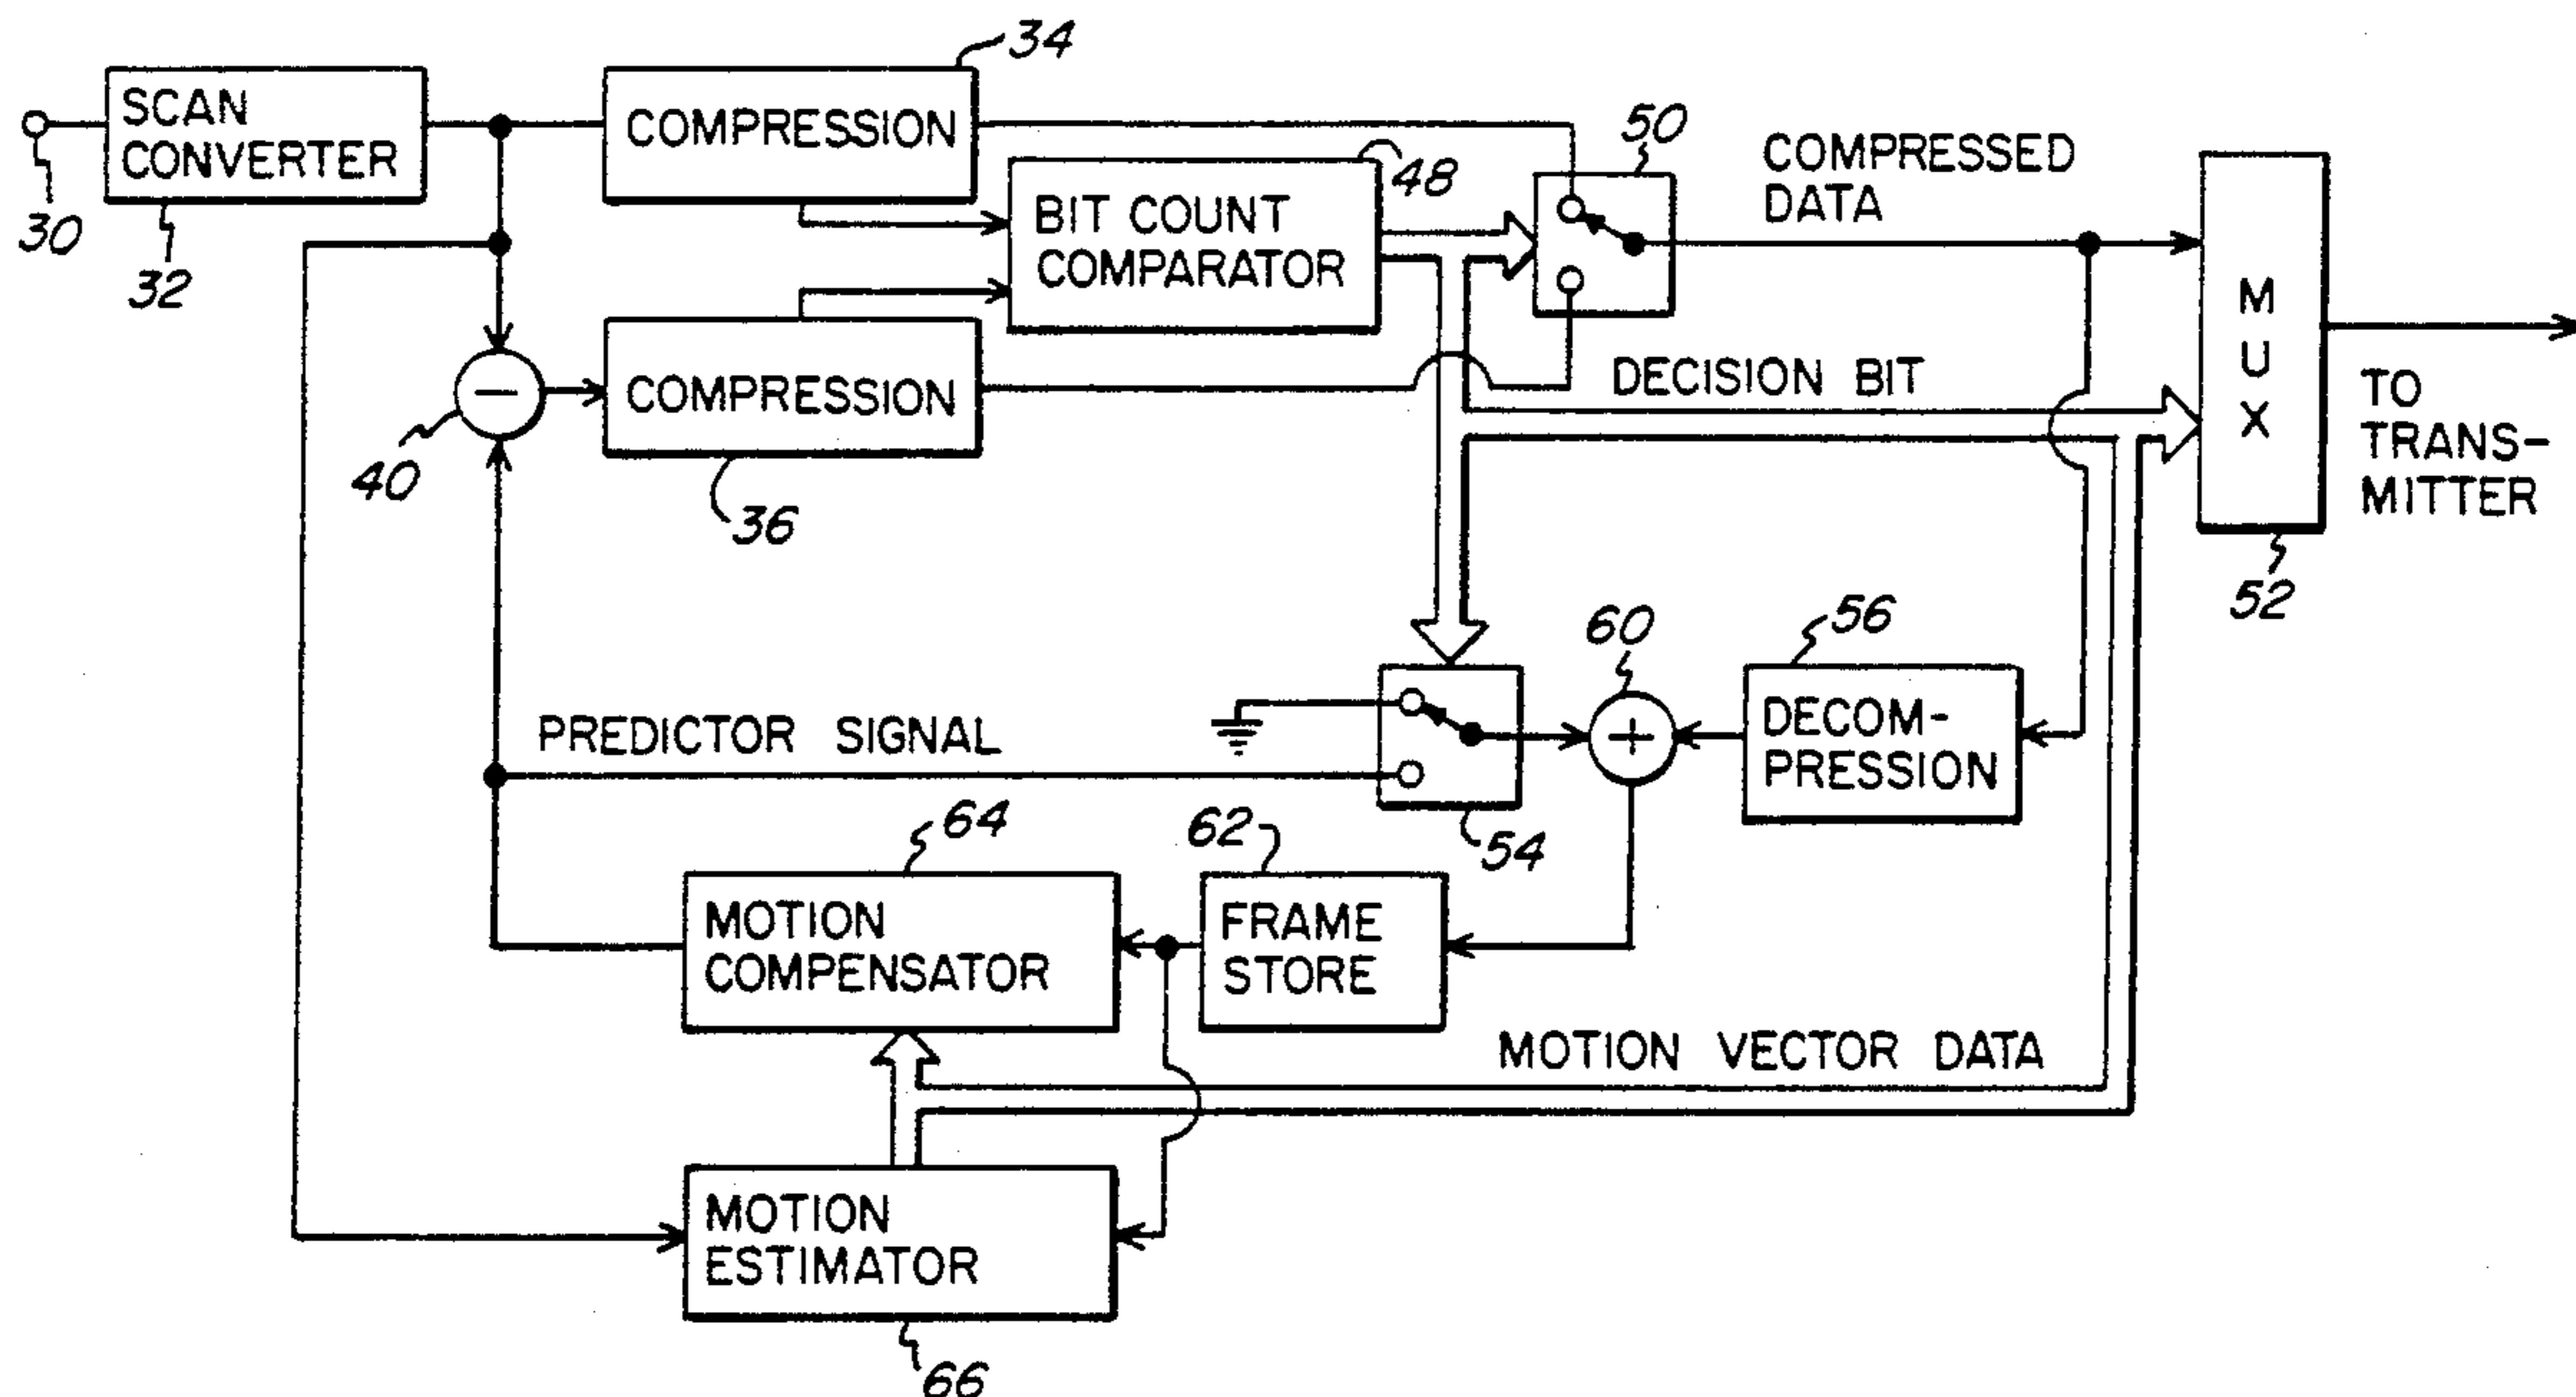 34
SCAN
CONVERTER
COMPRESSION
50
COMPRESSED
DATA
48
BIT COUNT
COMPARATOR
30
32
M
U
X
COMPRESSION
DECISION BIT
TO
TRANS-
MITTER
40
36
52
60
56
PREDICTOR SIGNAL
DECOM-
PRESSION
64
62
54
MOTION
COMPENSATOR
FRAME
STORE
MOTION VECTOR DATA
MOTION
ESTIMATOR
66